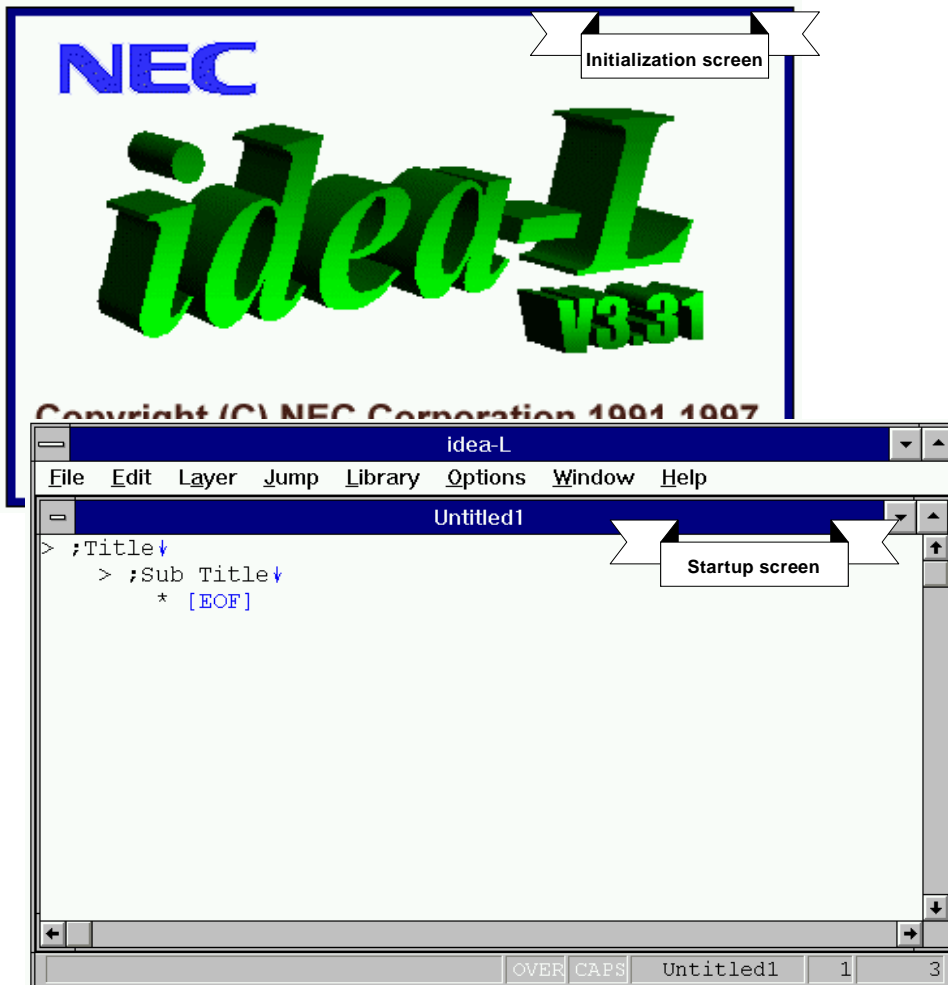 NEC
Initialization screen
idea-L
V3.31
Copyright (C) NEC Corporation 1991,1997
idea-L
File Edit Layer Jump Library Options Window Help
Untitled1
> ;Title↓
> ;Sub Title↓
* [EOF]
Startup screen
OVER CAPS Untitled1 1 3